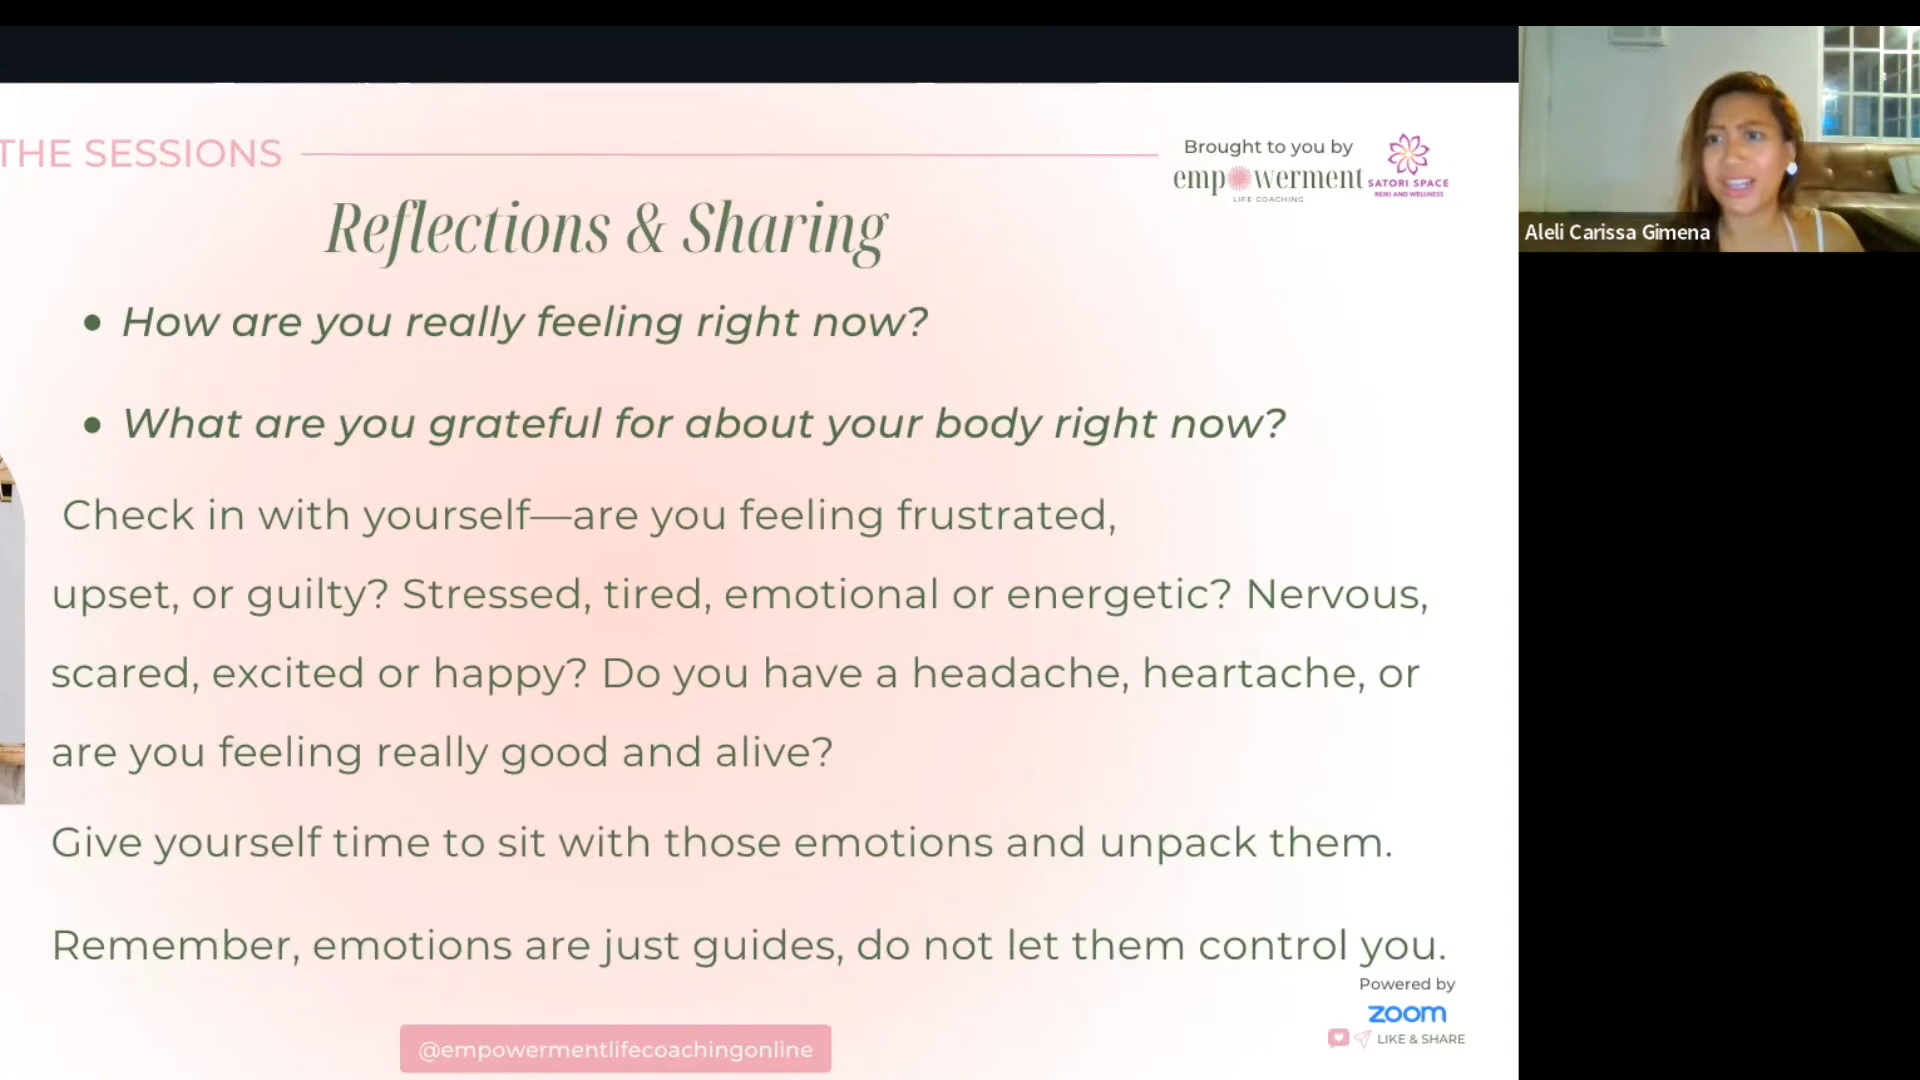 THE SESSIONS
Brought to you by
empowerment
LIFE COACHING
SATORI SPACE
REIKI AND WELLNESS
Reflections & Sharing
• How are you really feeling right now?
• What are you grateful for about your body right now?
Check in with yourself—are you feeling frustrated,
upset, or guilty? Stressed, tired, emotional or energetic? Nervous,
scared, excited or happy? Do you have a headache, heartache, or
are you feeling really good and alive?
Give yourself time to sit with those emotions and unpack them.
Remember, emotions are just guides, do not let them control you.
Powered by
zoom
LIKE & SHARE
@empowermentlifecoachingonline
Aleli Carissa Gimena